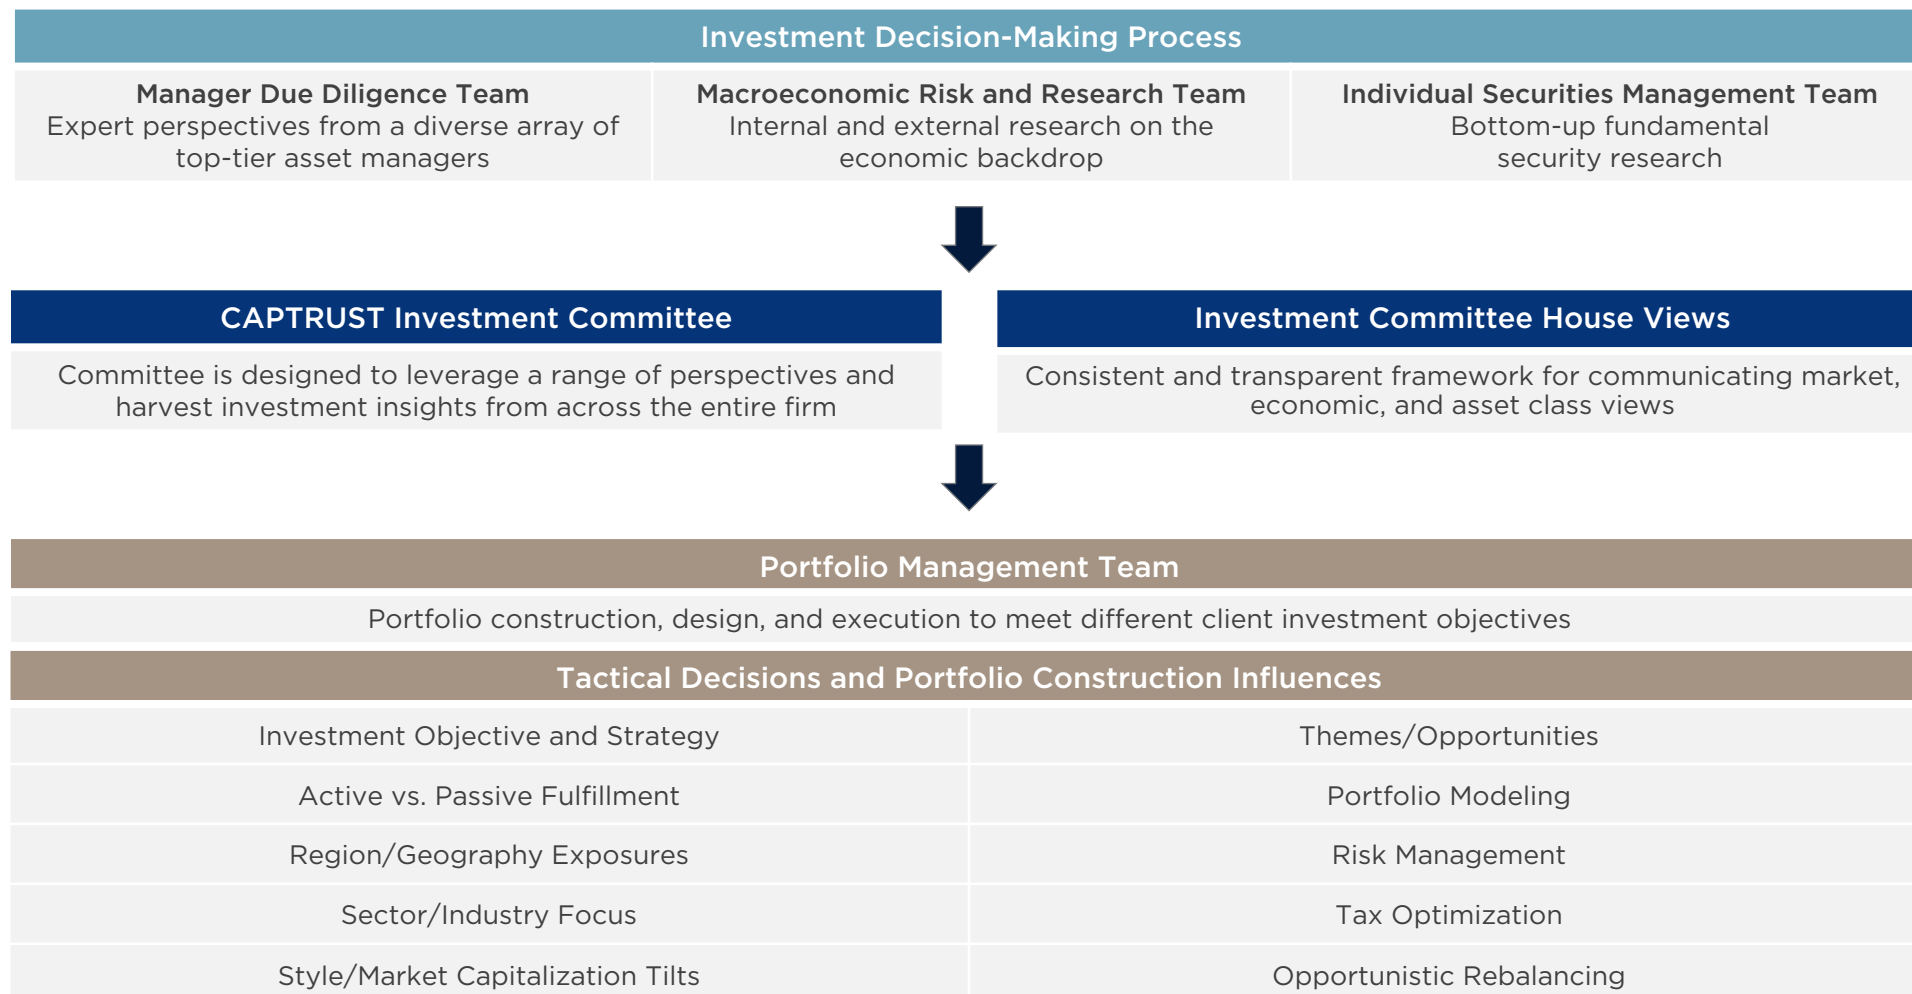 Investment Decision-Making Process
Manager Due Diligence Team
Expert perspectives from a diverse array of
top-tier asset managers
Macroeconomic Risk and Research Team
Internal and external research on the
economic backdrop
Individual Securities Management Team
Bottom-up fundamental
security research
CAPTRUST Investment Committee
Committee is designed to leverage a range of perspectives and
harvest investment insights from across the entire firm
Investment Committee House Views
Consistent and transparent framework for communicating market,
economic, and asset class views
Portfolio Management Team
Portfolio construction, design, and execution to meet different client investment objectives
Tactical Decisions and Portfolio Construction Influences
Investment Objective and Strategy
Themes/Opportunities
Active vs. Passive Fulfillment
Portfolio Modeling
Region/Geography Exposures
Risk Management
Sector/Industry Focus
Tax Optimization
Style/Market Capitalization Tilts
Opportunistic Rebalancing